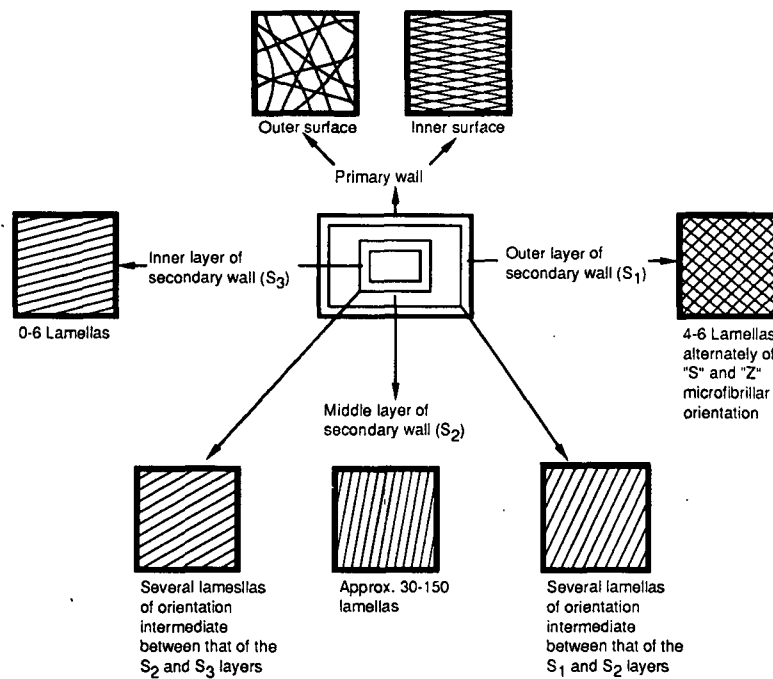 Outer surface
Inner surface
Primary wall
Inner layer of
secondary wall (S3)
Outer layer of
secondary wall (S1)
0-6 Lamellas
4-6 Lamellas
alternately of
"S" and "Z"
microfibrillar
orientation
Middle layer of
secondary wall (S2)
Several lameslias
of orientation
intermediate
between that of the
S2 and S3 layers
Approx. 30-150
lamellas
Several lamellas
of orientation
intermediate
between that of the
S1 and S2 layers